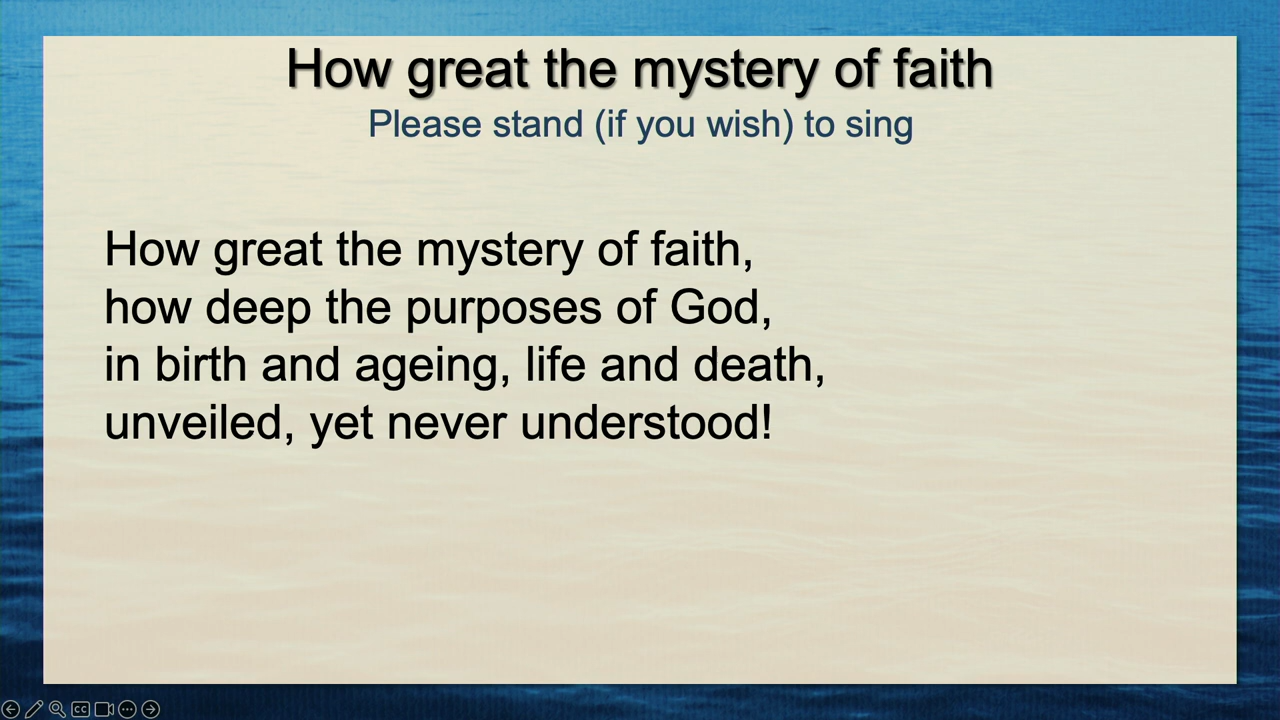 How great the mystery of faith
Please stand (if you wish) to sing
How great the mystery of faith,
how deep the purposes of God,
in birth and ageing, life and death,
unveiled, yet never understood!
CC